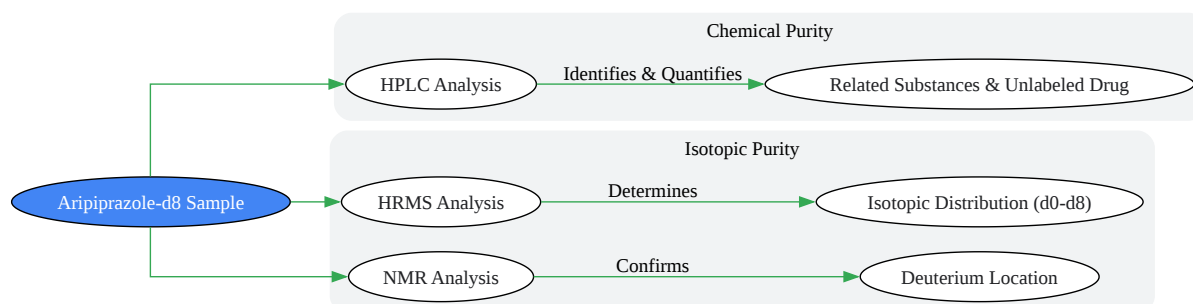 Chemical Purity
HPLC Analysis
Identifies & Quantifies
Related Substances & Unlabeled Drug
Isotopic Purity
Aripiprazole-d8 Sample
HRMS Analysis
Determines
Isotopic Distribution (d0-d8)
NMR Analysis
Confirms
Deuterium Location